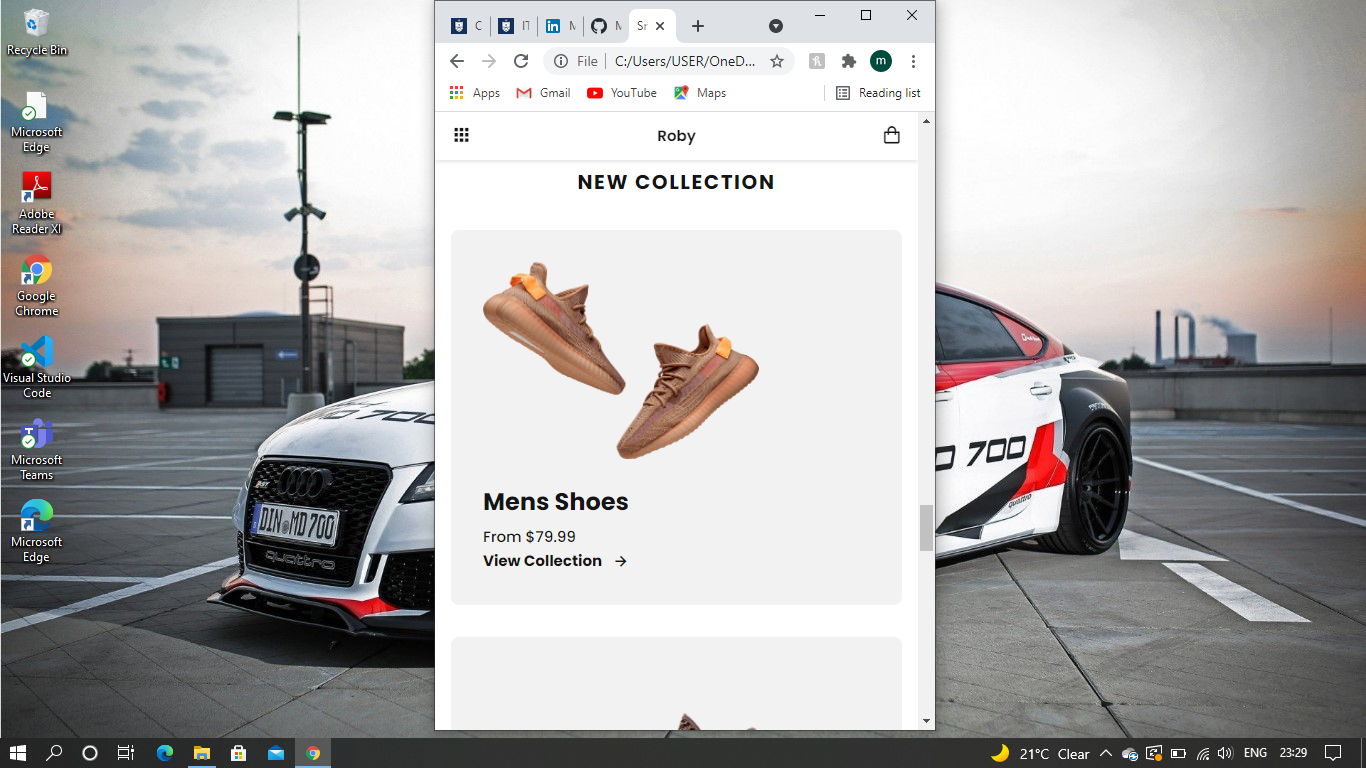 Recycle Bin
Microsoft
Edge
Adobe
Reader XI
Google
Chrome
Visual Studio
Code
Microsoft
Teams
Microsoft
Edge
Sr
File
C:/Users/USER/OneD...
m
Apps
Gmail
YouTube
Maps
Reading list
Roby
NEW COLLECTION
Mens Shoes
From $79.99
View Collection
DIN MD 700
quattro
700
quattro
21°C Clear
ENG
23:29